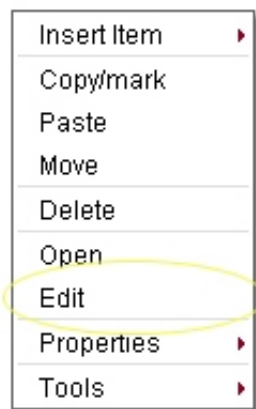 Insert Item
Copy/mark
Paste
Move
Delete
Open
Edit
Properties
Tools